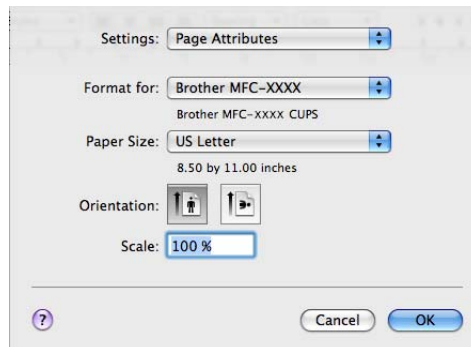 Settings: Page Attributes
Format for: Brother MFC-XXXX
Brother MFC-XXXX CUPS
Paper Size: US Letter
8.50 by 11.00 inches
Orientation:
Scale: 100 %
? Cancel OK